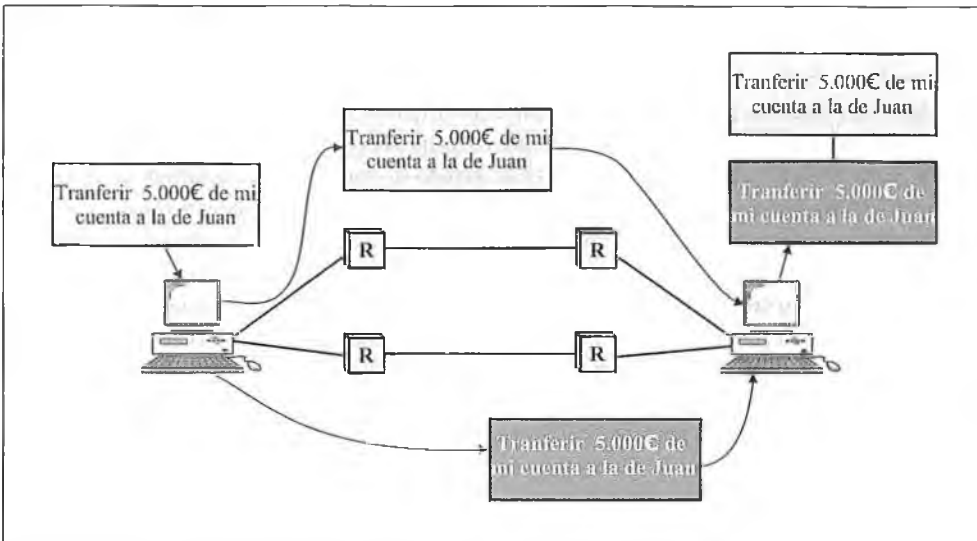 Tranferir 5.000€ de mi
cuenta a la de Juan
Tranferir 5.000€ de mi
cuenta a la de Juan
Tranferir 5.000€ de mi
cuenta a la de Juan
Tranferir 5.000€ de
mi cuenta a la de Juan
R
R
R
R
Tranferir 5.000€ de
mi cuenta a la de Juan